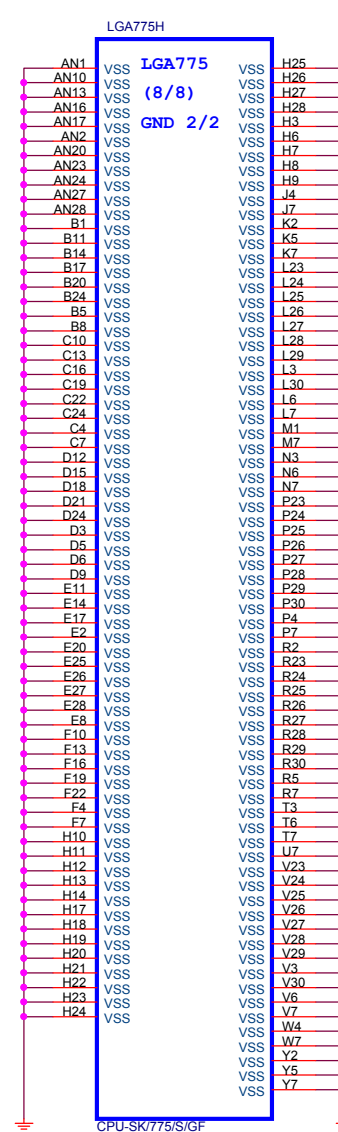 LGA775H
AN1 VSS LGA775 VSS H25
AN10 VSS VSS H26
AN13 VSS (8/8) VSS H27
AN16 VSS VSS H28
AN17 VSS GND 2/2 VSS H3
AN2 VSS VSS H6
AN20 VSS VSS H7
AN23 VSS VSS H8
AN24 VSS VSS H9
AN27 VSS VSS J4
AN28 VSS VSS J7
B1 VSS VSS K2
B11 VSS VSS K5
B14 VSS VSS K7
B17 VSS VSS L23
B20 VSS VSS L24
B24 VSS VSS L25
B5 VSS VSS L26
B8 VSS VSS L27
C10 VSS VSS L28
C13 VSS VSS L29
C16 VSS VSS L3
C19 VSS VSS L30
C22 VSS VSS L6
C24 VSS VSS L7
C4 VSS VSS M1
C7 VSS VSS M7
D12 VSS VSS N3
D15 VSS VSS N6
D18 VSS VSS N7
D21 VSS VSS P23
D24 VSS VSS P24
D3 VSS VSS P25
D5 VSS VSS P26
D6 VSS VSS P27
D9 VSS VSS P28
E11 VSS VSS P29
E14 VSS VSS P30
E17 VSS VSS P4
E2 VSS VSS P7
E20 VSS VSS R2
E25 VSS VSS R23
E26 VSS VSS R24
E27 VSS VSS R25
E28 VSS VSS R26
E8 VSS VSS R27
F10 VSS VSS R28
F13 VSS VSS R29
F16 VSS VSS R30
F19 VSS VSS R5
F22 VSS VSS R7
F4 VSS VSS T3
F7 VSS VSS T6
H10 VSS VSS T7
H11 VSS VSS U7
H12 VSS VSS V23
H13 VSS VSS V24
H14 VSS VSS V25
H17 VSS VSS V26
H18 VSS VSS V27
H19 VSS VSS V28
H20 VSS VSS V29
H21 VSS VSS V3
H22 VSS VSS V30
H23 VSS VSS V6
H24 VSS VSS V7
VSS W4
VSS W7
VSS Y2
VSS Y5
VSS Y7
CPU-SK/775/S/GF